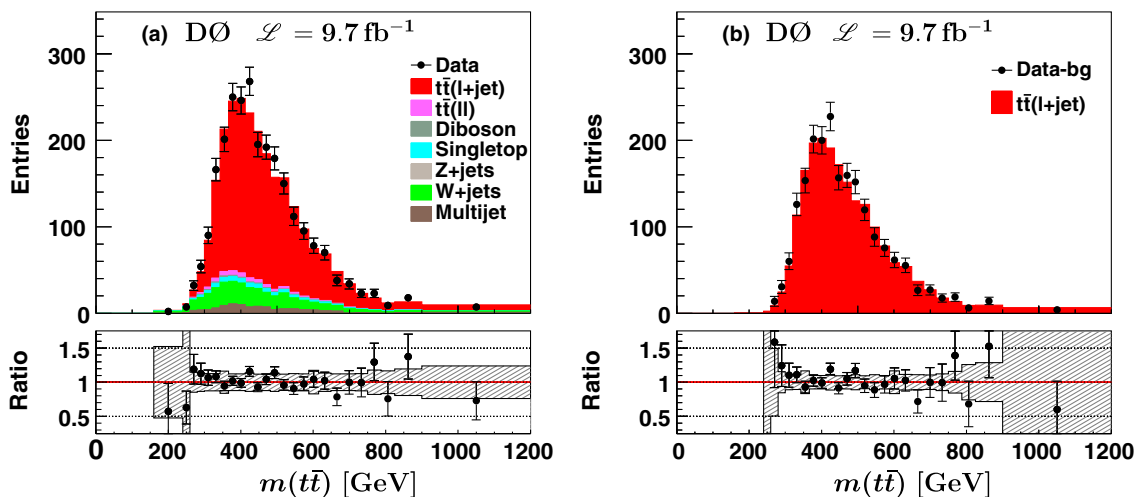 (a) DØ ℒ = 9.7 fb⁻¹
Entries
300
200
100
0
Data
tt̄(l+jet)
tt̄(ll)
Diboson
Singletop
Z+jets
W+jets
Multijet
Ratio
1.5
1
0.5
0 200 400 600 800 1000 1200
m(tt̄) [GeV]
(b) DØ ℒ = 9.7 fb⁻¹
Entries
300
200
100
0
Data-bg
tt̄(l+jet)
Ratio
1.5
1
0.5
0 200 400 600 800 1000 1200
m(tt̄) [GeV]